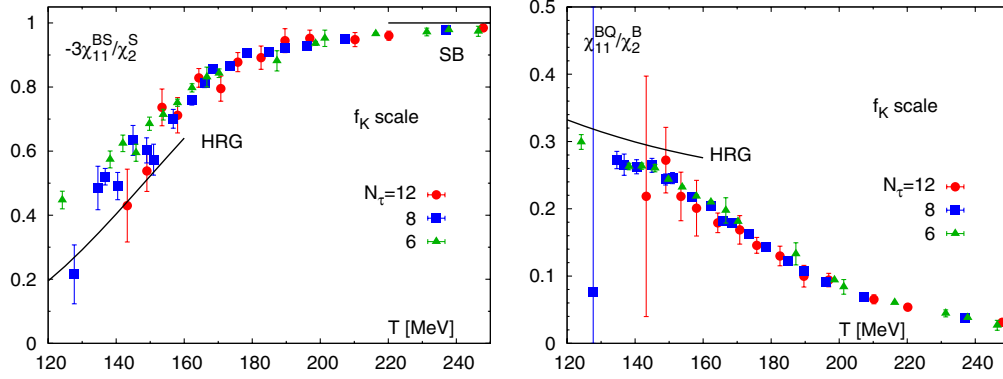 -3χ₁₁ᴮˢ/χ₂ˢ
SB
HRG
f_K scale
N_τ=12
8
6
T [MeV]
0
0.2
0.4
0.6
0.8
1
120 140 160 180 200 220 240
χ₁₁ᴮQ/χ₂ᴮ
f_K scale
HRG
N_τ=12
8
6
T [MeV]
0
0.1
0.2
0.3
0.4
0.5
120 140 160 180 200 220 240